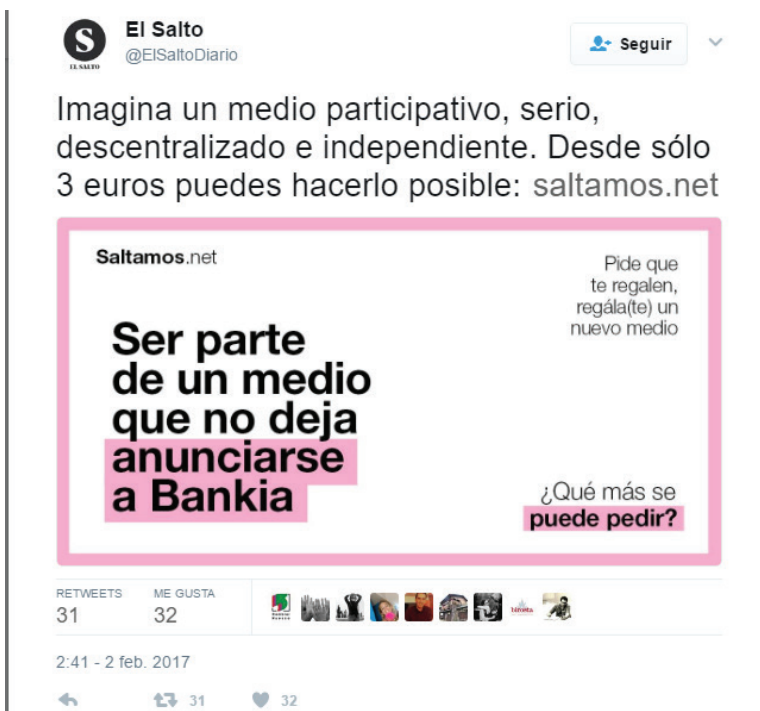 El Salto
@ElSaltoDiario
Seguir
EL SALTO
Imagina un medio participativo, serio,
descentralizado e independiente. Desde sólo
3 euros puedes hacerlo posible: saltamos.net
Saltamos.net
Pide que
te regalen,
regála(te) un
nuevo medio
Ser parte
de un medio
que no deja
anunciarse
a Bankia
¿Qué más se
puede pedir?
RETWEETS
31
ME GUSTA
32
2:41 - 2 feb. 2017
31
32